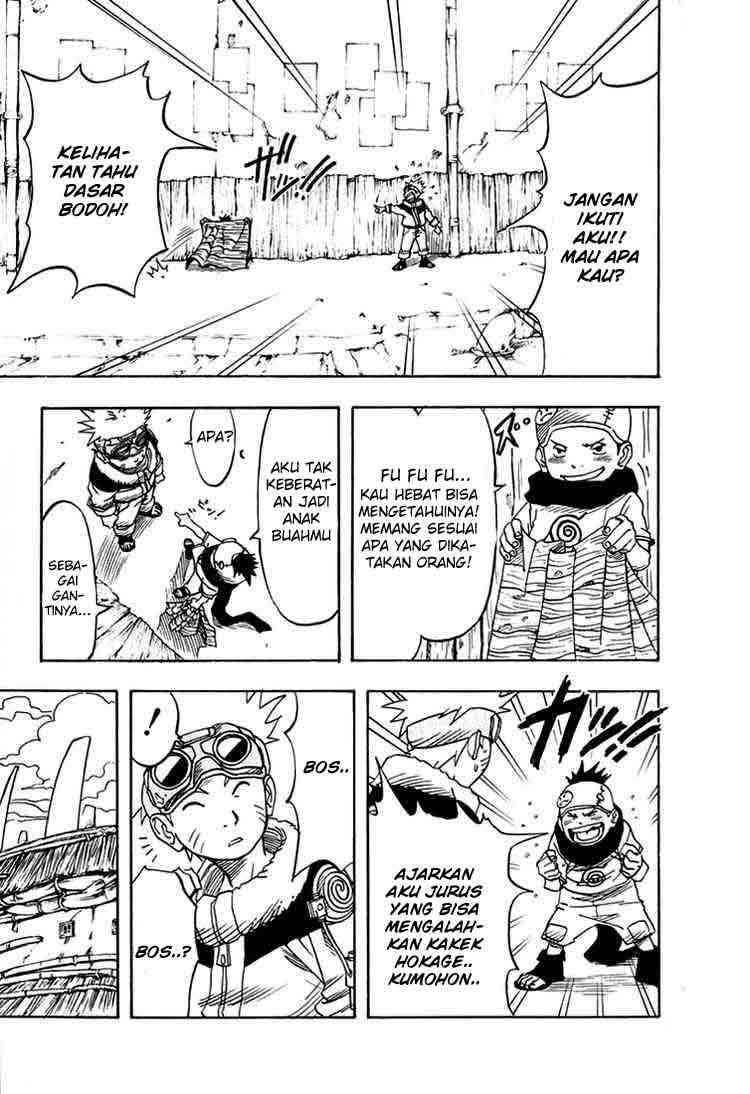 JANGAN
IKUTI
AKU!!
MAU APA
KAU?
KELIHA-
TAN TAHU
DASAR
BODOH!
FU FU FU...
KAU HEBAT BISA
MENGETAHUINYA!
MEMANG SESUAI
APA YANG DIKA-
TAKAN ORANG!
AKU TAK
KEBERAT-
AN JADI
ANAK
BUAHMU
APA?
SEBA-
GAI
GAN-
TINYA...
AJARKAN
AKU JURUS
YANG BISA
MENGALAH-
KAN KAKEK
HOKAGE..
KUMOHON..
BOS..
!
BOS..?